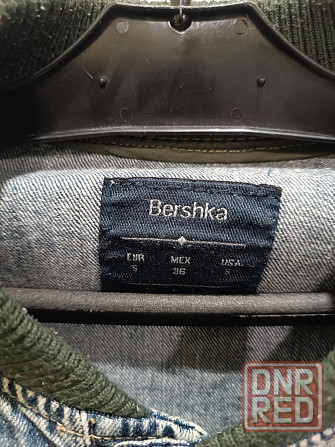 Bershka
EUR MEX USA
S 36 S
DNR
RED